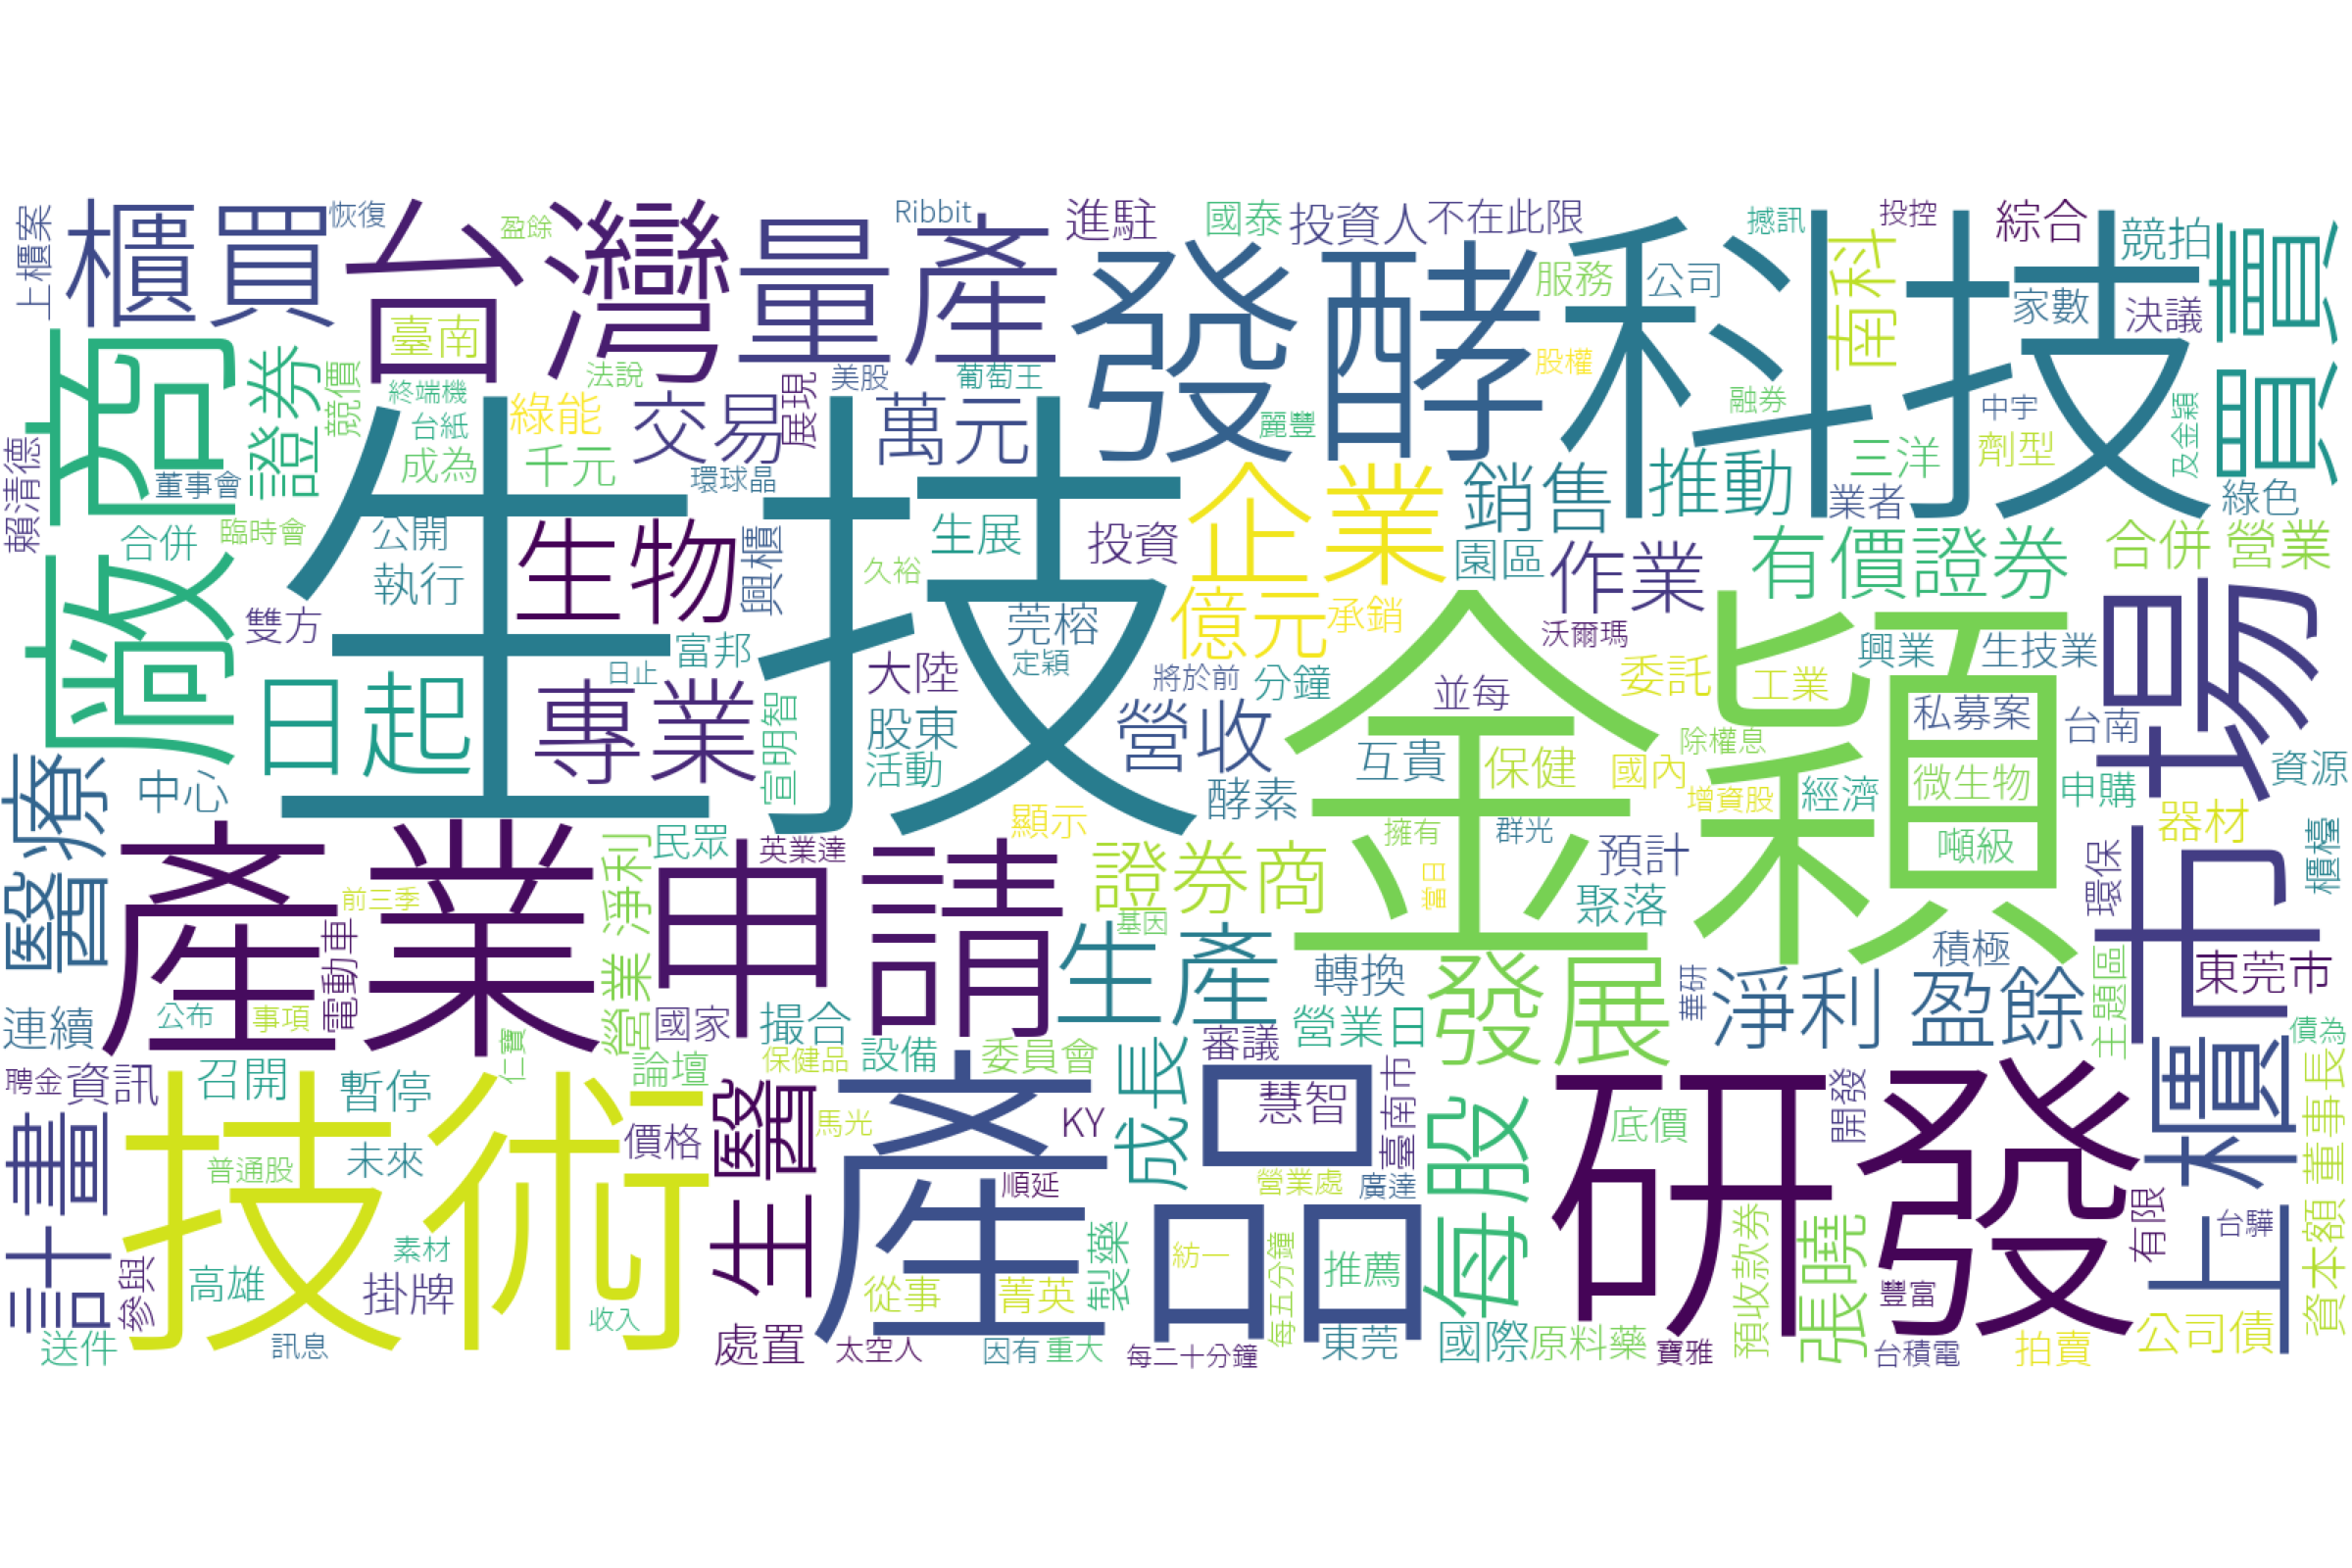 上櫃案
櫃買
恢復
台灣
盈餘
量產
Ribbit
進駐
發酵
國泰
投資人
不在此限
科技
撼訊
投控
綜合
競拍
買賣
廠商
證券
競價
臺南
法說
終端機
台紙
綠能
交易
展現
美股
萬元
葡萄王
麗豐
服務
公司
股權
融券
南科
家數
決議
中宇
及金穎
賴清德
董事會
成為
千元
環球晶
生技
企業
銷售
推動
三洋
劑型
業者
綠色
合併
臨時會
公開
執行
生物
興櫃
久裕
生展
投資
園區
作業
有價證券
合併
營業
雙方
日起
日止
富邦
專業
大陸
莞榕
定穎
億元
承銷
沃爾瑪
將於前
分鐘
金穎
並每
委託
工業
興業
生技業
市場
醫療
中心
宣明智
股東
活動
營收
酵素
互貴
保健
國內
除權息
增資股
經濟
私募案
微生物
噸級
台南
申購
資源
器材
環保
櫃檯
產業
前三季
電動車
淨利
營業
民眾
英業達
申請
顯示
證券商
基因
擁有
群光
預計
聚落
連續
公布
事項
仁寶
國家
撮合
生產
轉換
發展
華研
淨利
盈餘
積極
主題區
東莞市
債為
聘金
資訊
召開
暫停
論壇
保健品
設備
委員會
審議
營業日
計畫
技術
普通股
未來
價格
生醫
馬光
產品
KY
順延
成長
慧智
臺南市
營業處
廣達
每股
研發
底價
開發
上櫃
董事長
參與
高雄
素材
掛牌
收入
從事
菁英
製藥
紡一
每五分鐘
推薦
預收款券
張曉
豐富
有限
台驊
資本額
送件
訊息
處置
太空人
因有
重大
每二十分鐘
東莞
國際
原料藥
寶雅
台積電
拍賣
公司債